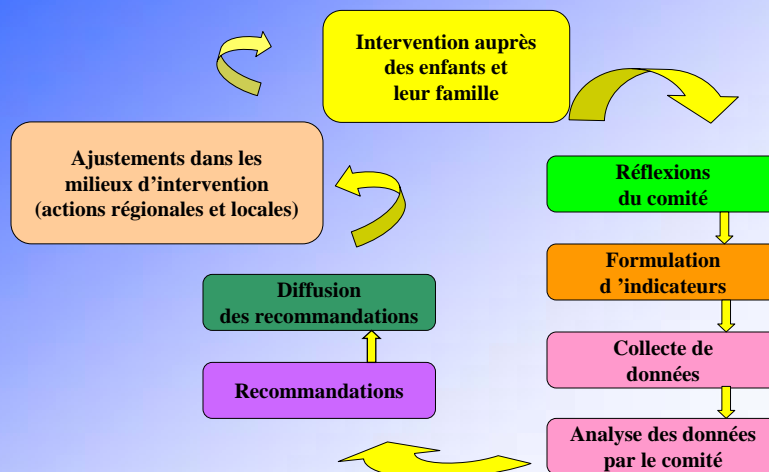 Intervention auprès
des enfants et
leur famille
Réflexions
du comité
Formulation
d ’indicateurs
Collecte de
données
Analyse des données
par le comité
Recommandations
Diffusion
des recommandations
Ajustements dans les
milieux d’intervention
(actions régionales et locales)